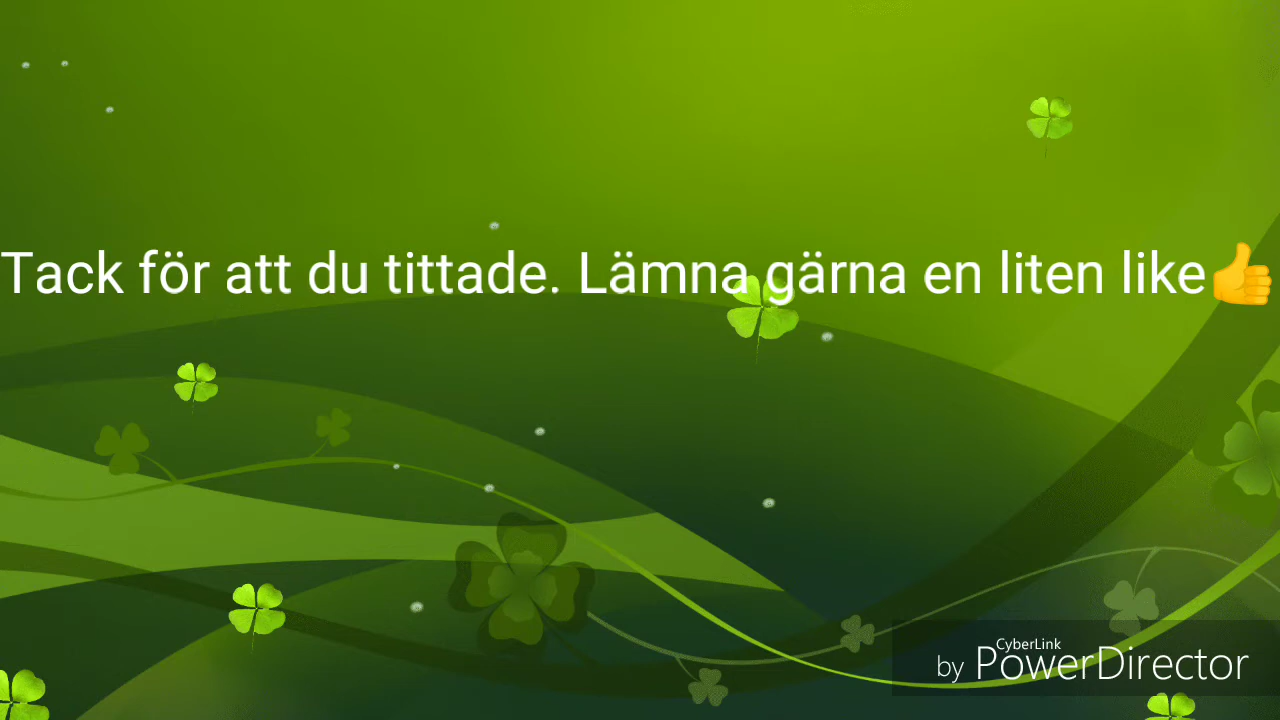 Tack för att du tittade. Lämna gärna en liten like👍
CyberLink
by PowerDirector